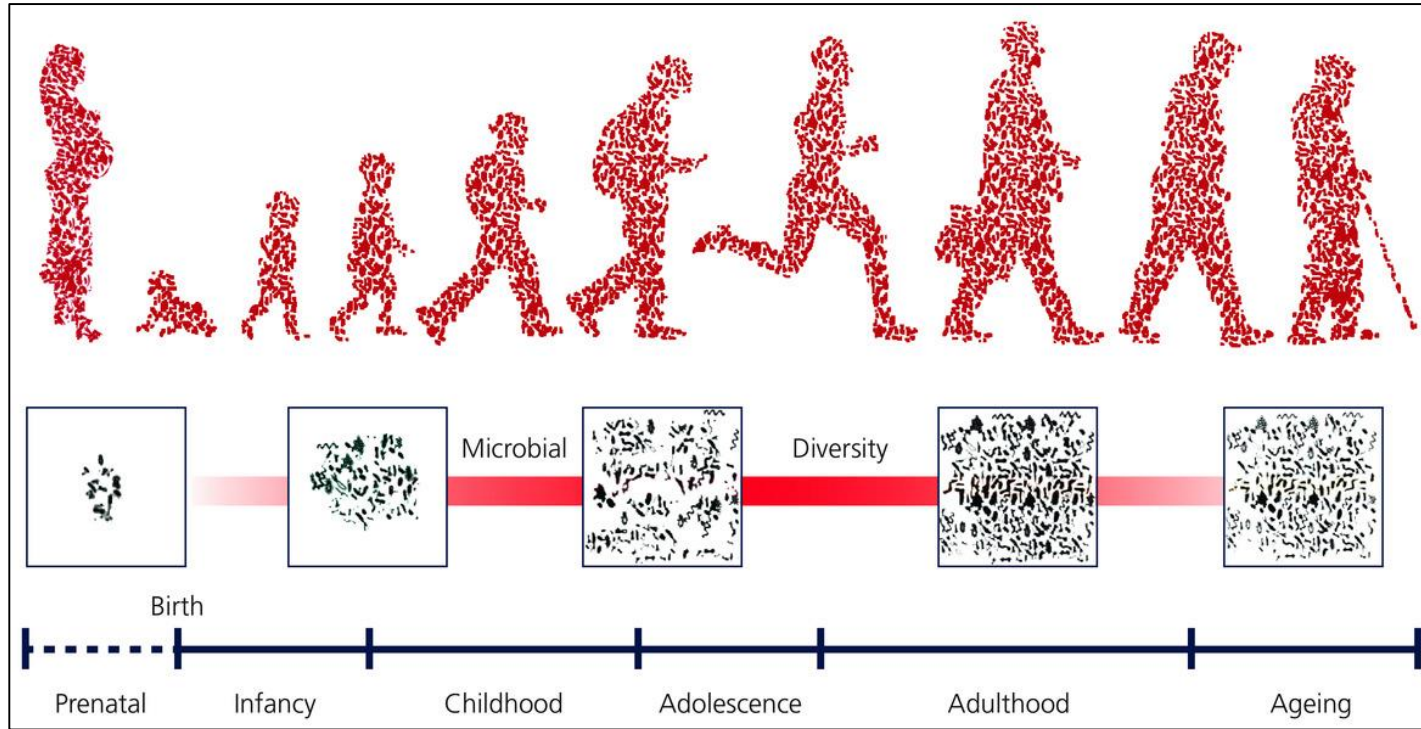 Microbial
Diversity
Birth
Prenatal
Infancy
Childhood
Adolescence
Adulthood
Ageing